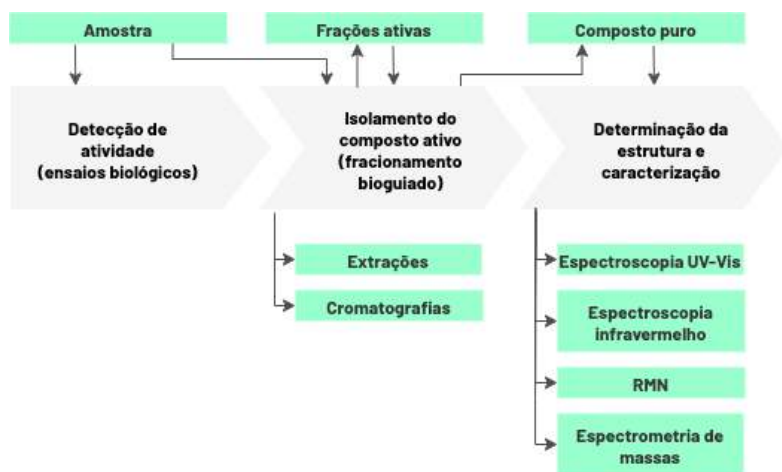 Amostra
Frações ativas
Composto puro
Detecção de
atividade
(ensaios biológicos)
Isolamento do
composto ativo
(fracionamento
bioguiado)
Determinação da
estrutura e
caracterização
Extrações
Cromatografias
Espectroscopia UV-Vis
Espectroscopia
infravermelho
RMN
Espectrometria de
massas